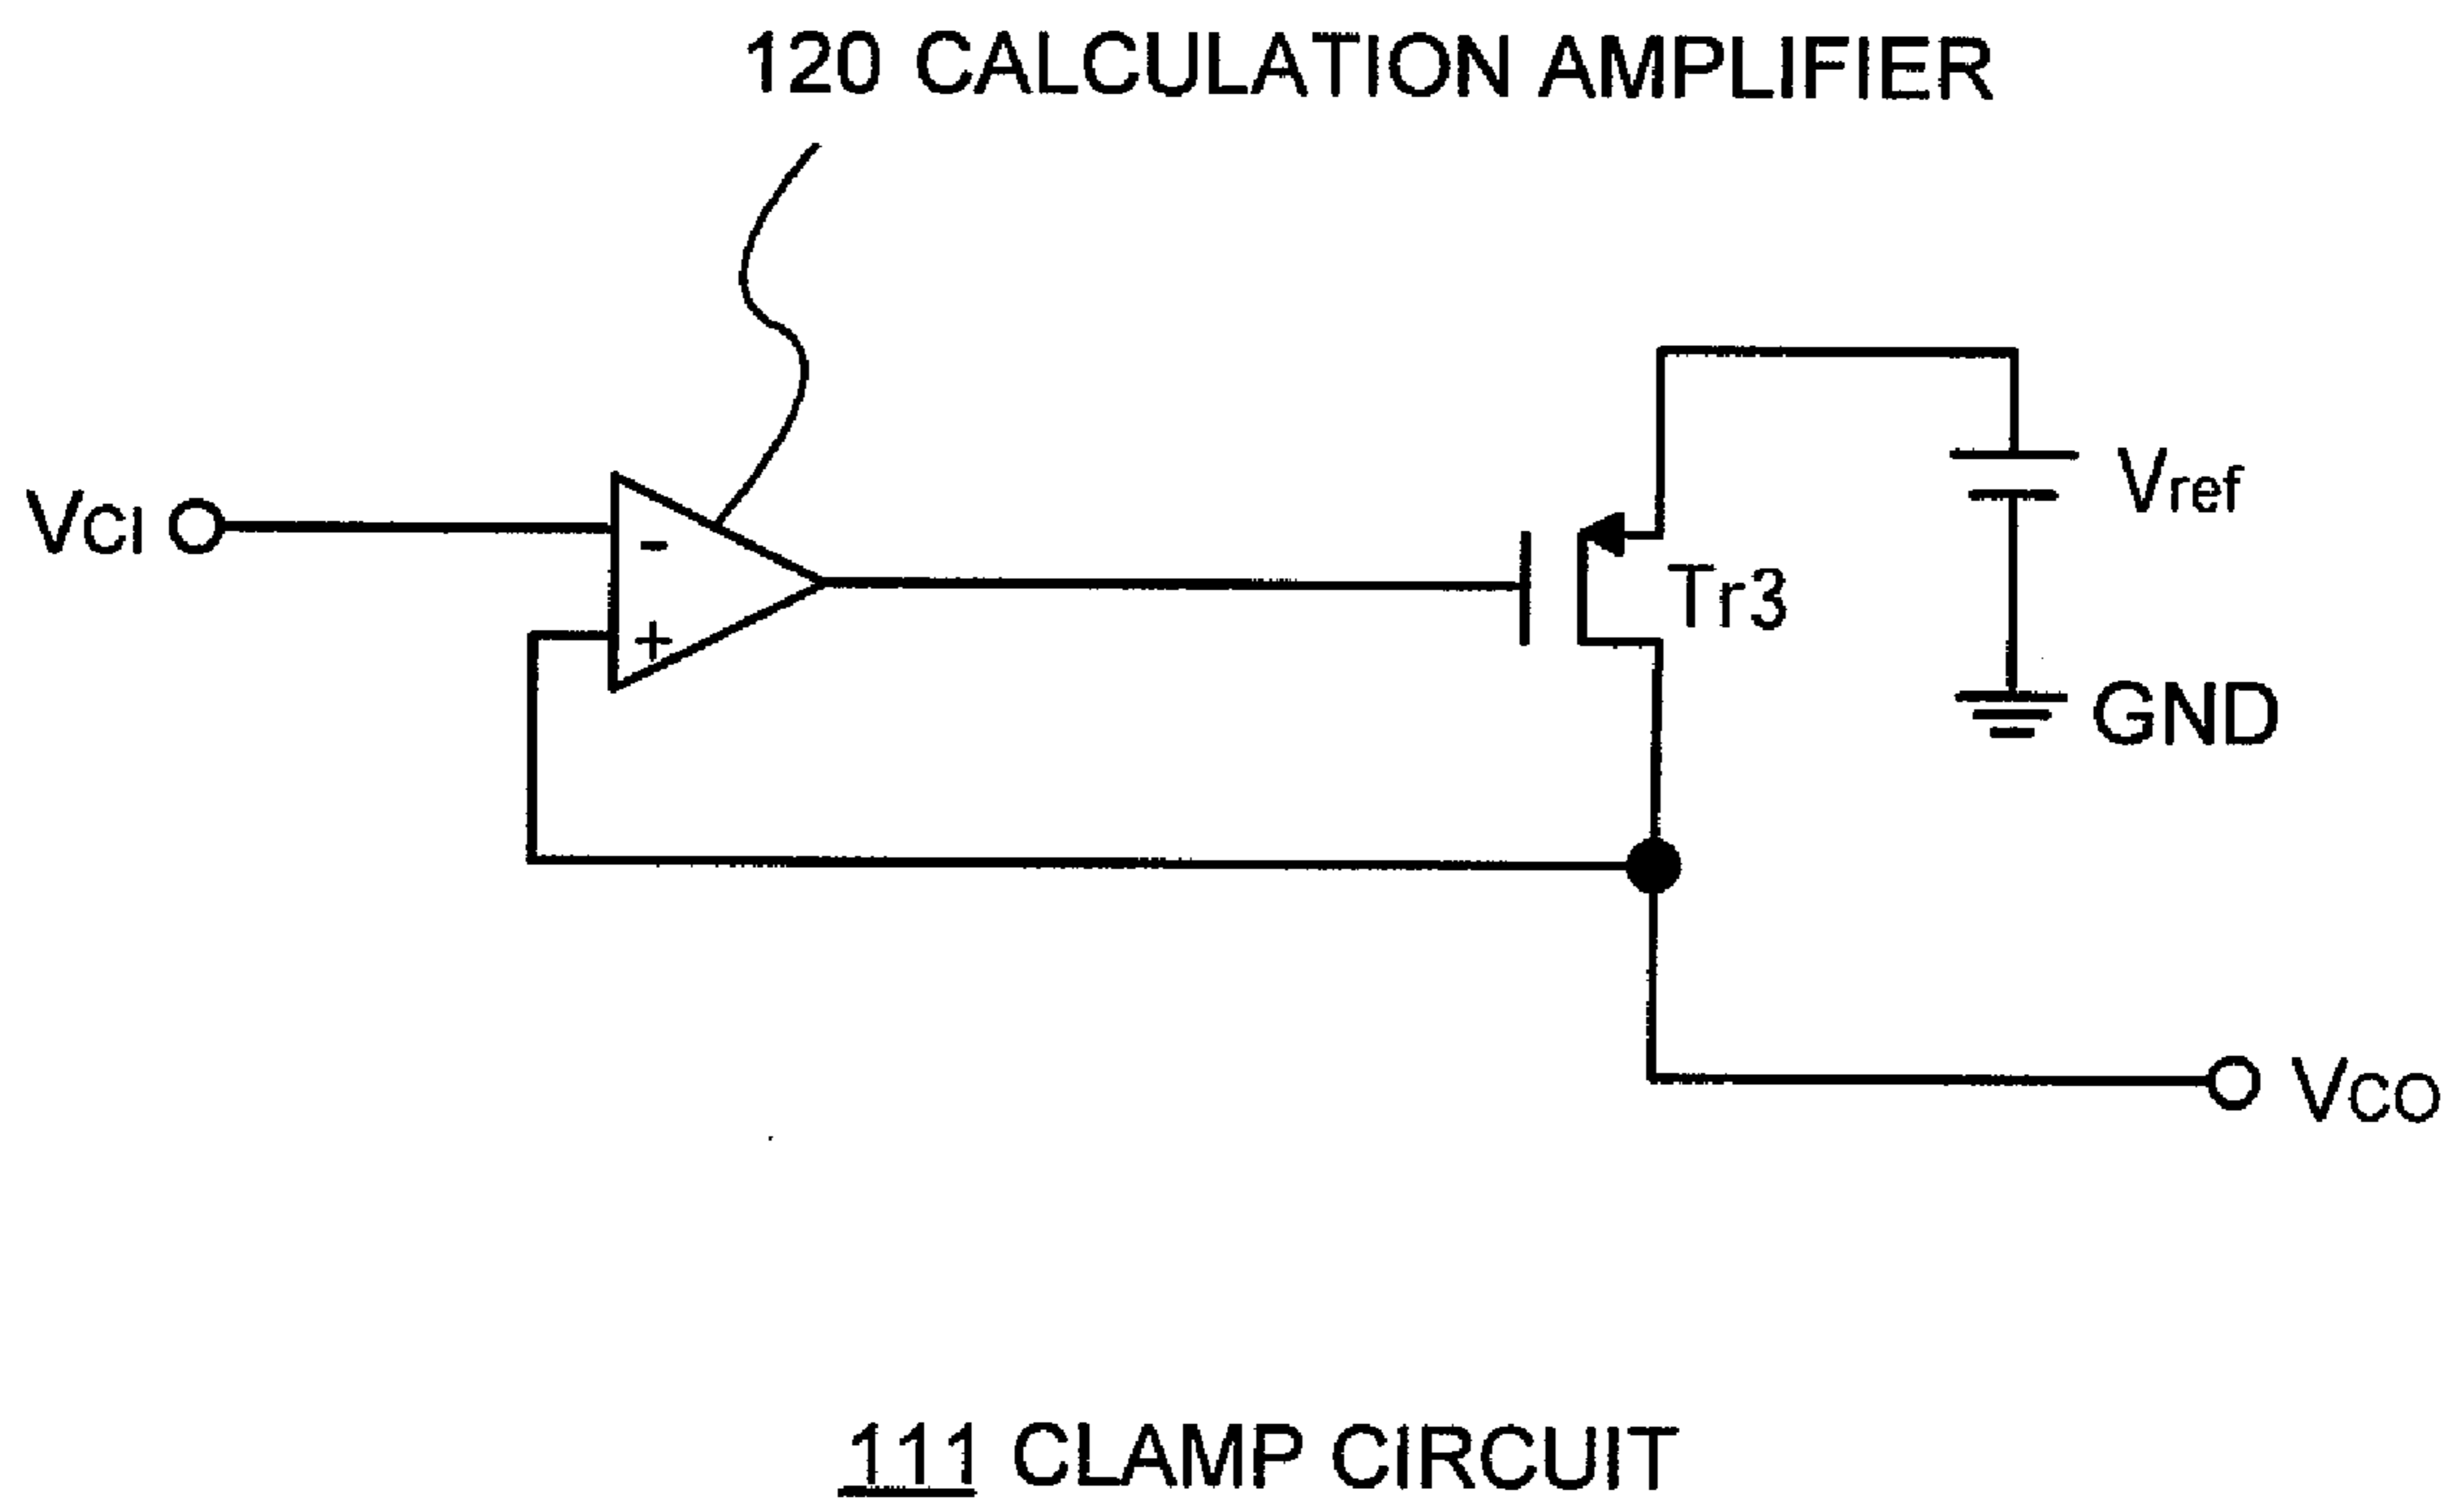 120 CALCULATION AMPLIFIER
VCI
-
+
Tr3
Vref
GND
VCO
111 CLAMP CIRCUIT